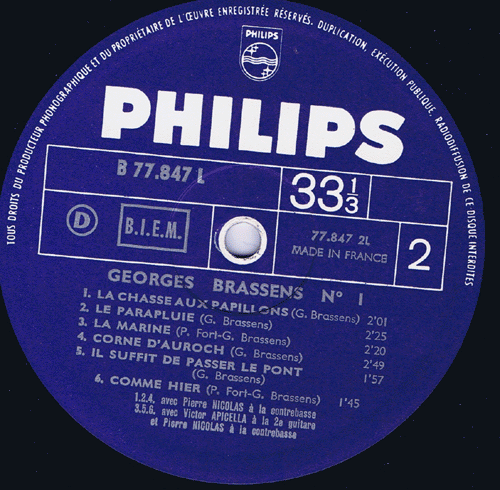 TOUS DROITS DU PRODUCTEUR PHONOGRAPHIQUE ET DU PROPRIÉTAIRE DE L'ŒUVRE ENREGISTRÉE RÉSERVÉS. DUPLICATION, EXÉCUTION PUBLIQUE, RADIODIFFUSION DE CE DISQUE INTERDITES
PHILIPS
PHILIPS
B 77.847 L
33 1/3
D
B.I.E.M.
77.847 2L
MADE IN FRANCE
2
GEORGES BRASSENS N° 1
1. LA CHASSE AUX PAPILLONS (G. Brassens) 2'01
2. LE PARAPLUIE (G. Brassens) 2'25
3. LA MARINE (P. Fort-G. Brassens) 2'20
4. CORNE D'AUROCH (G. Brassens) 2'49
5. IL SUFFIT DE PASSER LE PONT
(G. Brassens) 1'57
6. COMME HIER (P. Fort-G. Brassens) 1'45
1.2.4. avec Pierre NICOLAS à la contrebasse
3.5.6. avec Victor APICELLA à la 2e guitare
et Pierre NICOLAS à la contrebasse